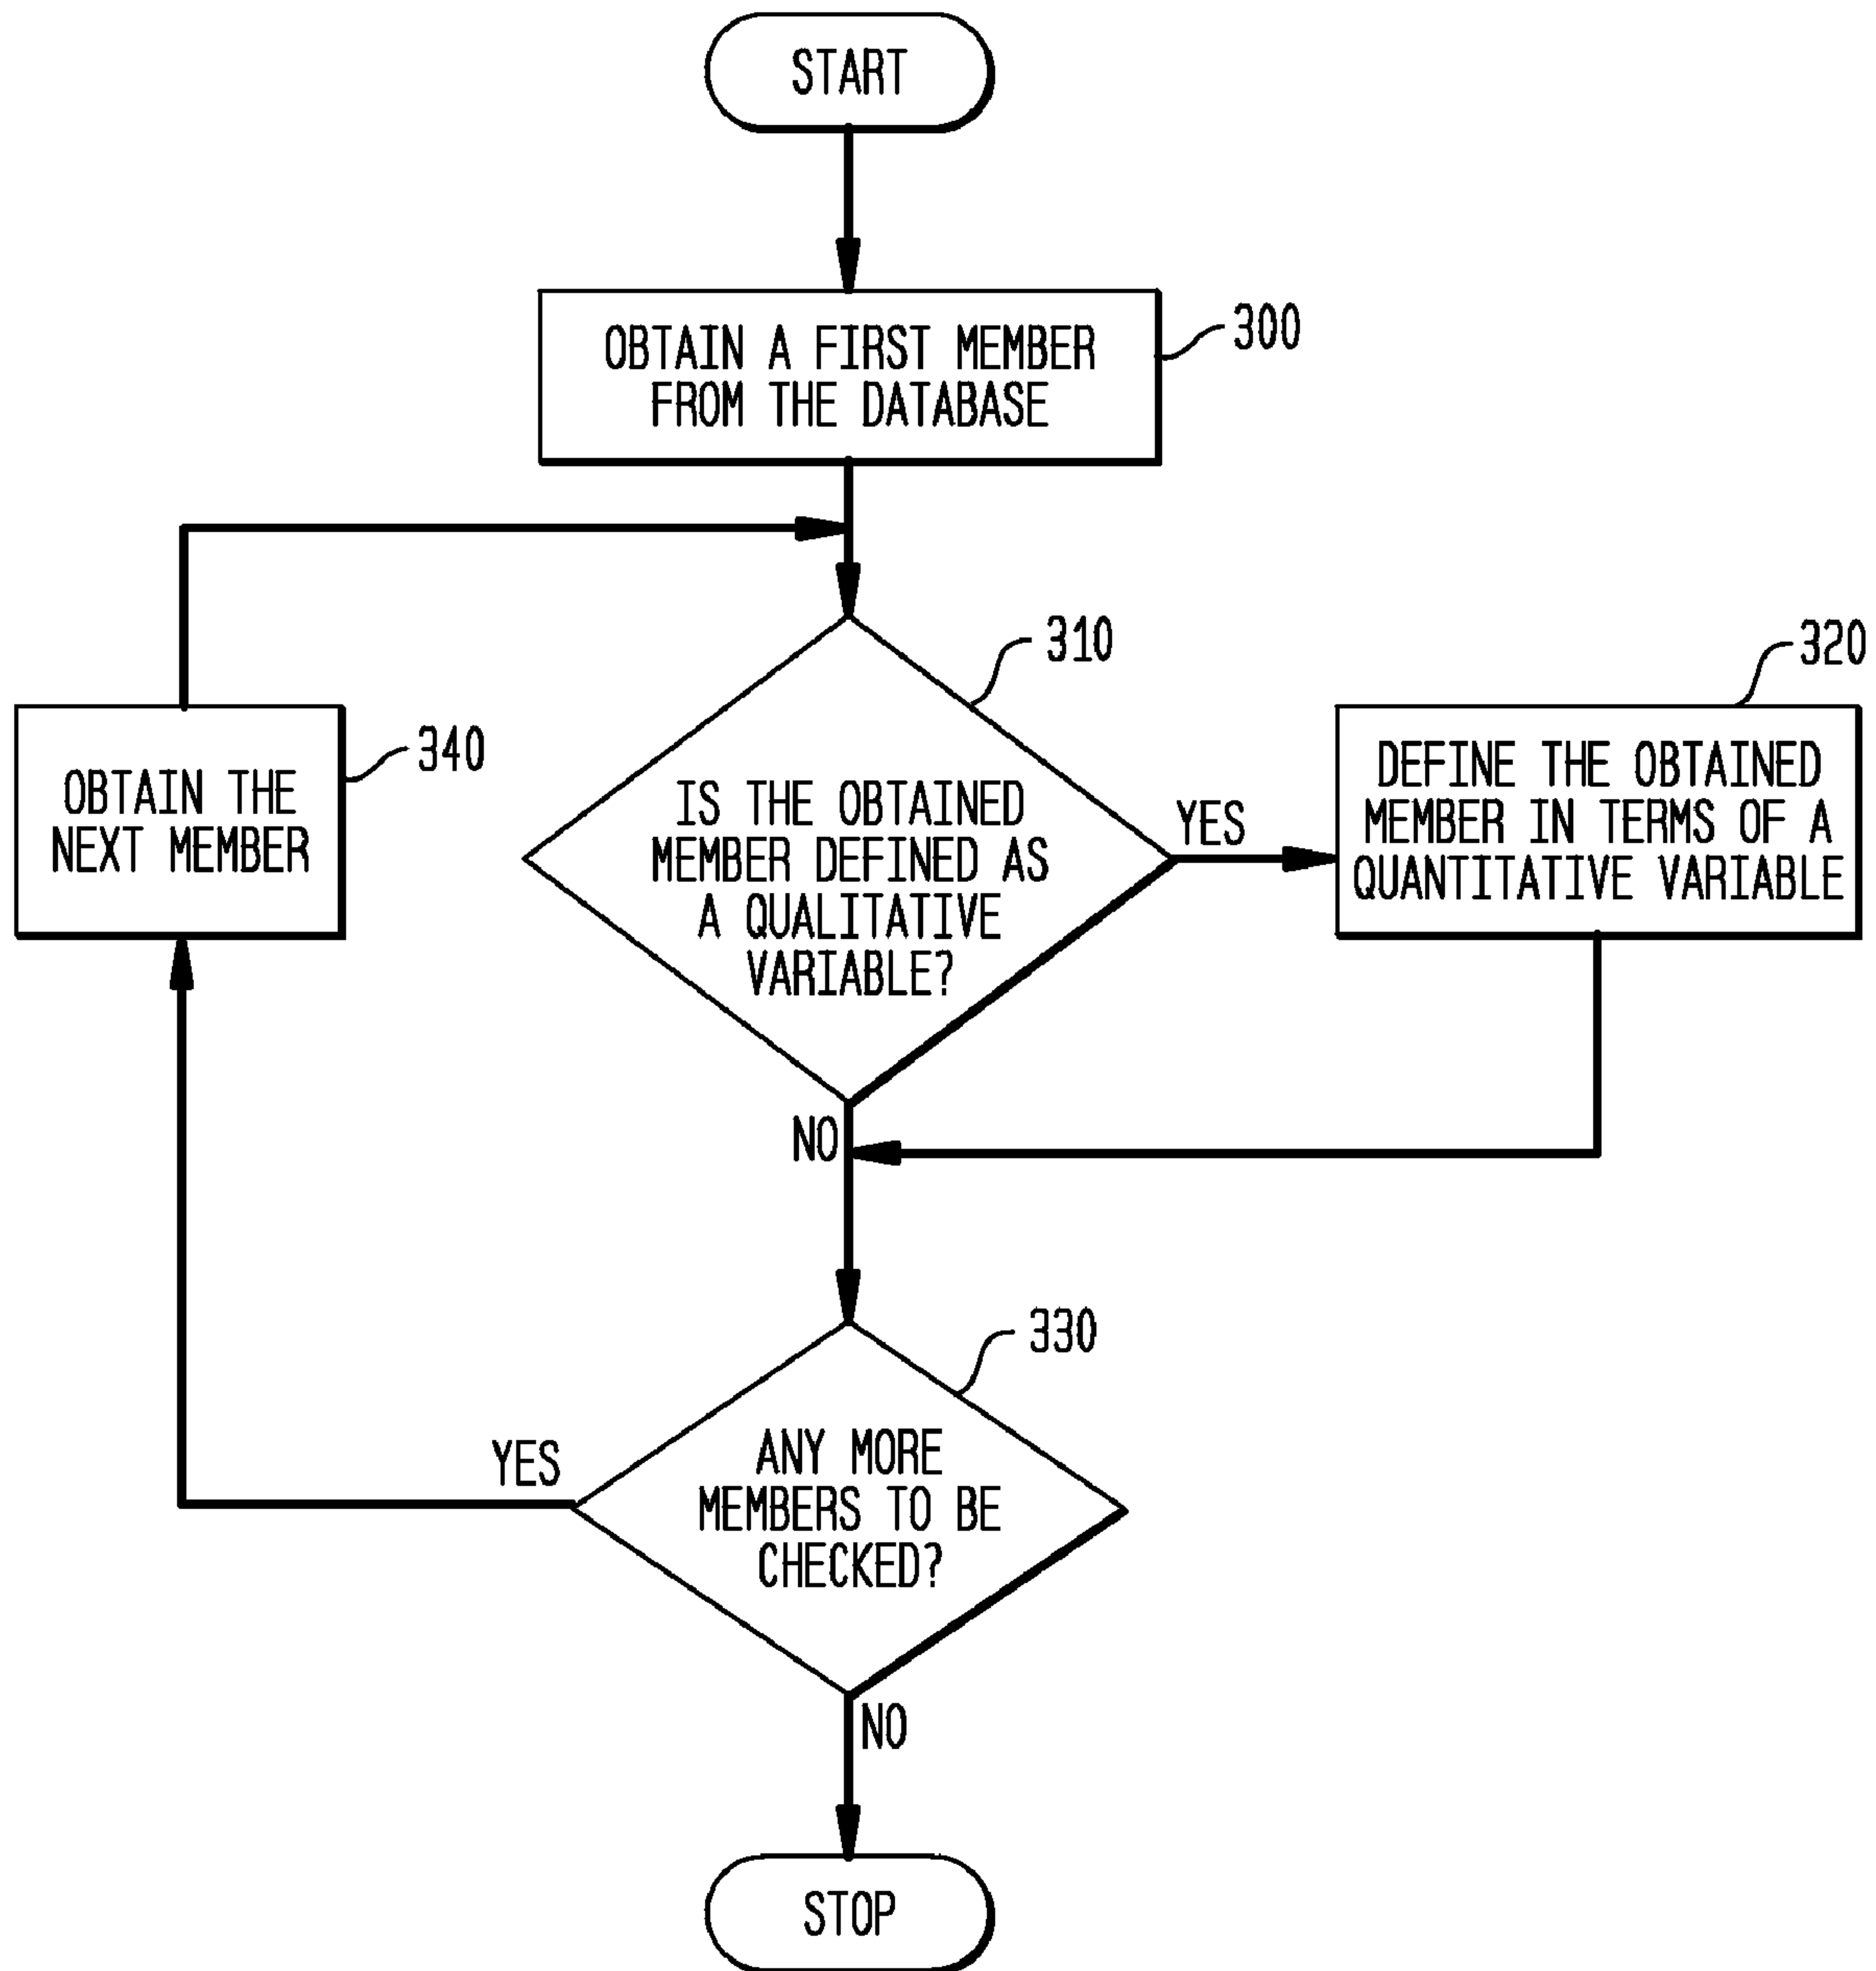 START
OBTAIN A FIRST MEMBER
FROM THE DATABASE
300
310
320
340
OBTAIN THE
NEXT MEMBER
IS THE OBTAINED
MEMBER DEFINED AS
A QUALITATIVE
VARIABLE?
YES
DEFINE THE OBTAINED
MEMBER IN TERMS OF A
QUANTITATIVE VARIABLE
NO
330
YES
ANY MORE
MEMBERS TO BE
CHECKED?
NO
STOP